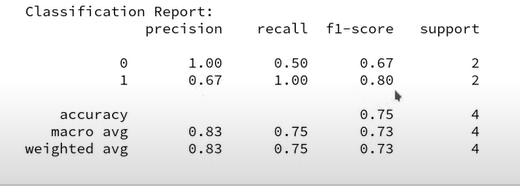 Classification Report:
precision recall f1-score support
0 1.00 0.50 0.67 2
1 0.67 1.00 0.80 2
accuracy 0.75 4
macro avg 0.83 0.75 0.73 4
weighted avg 0.83 0.75 0.73 4